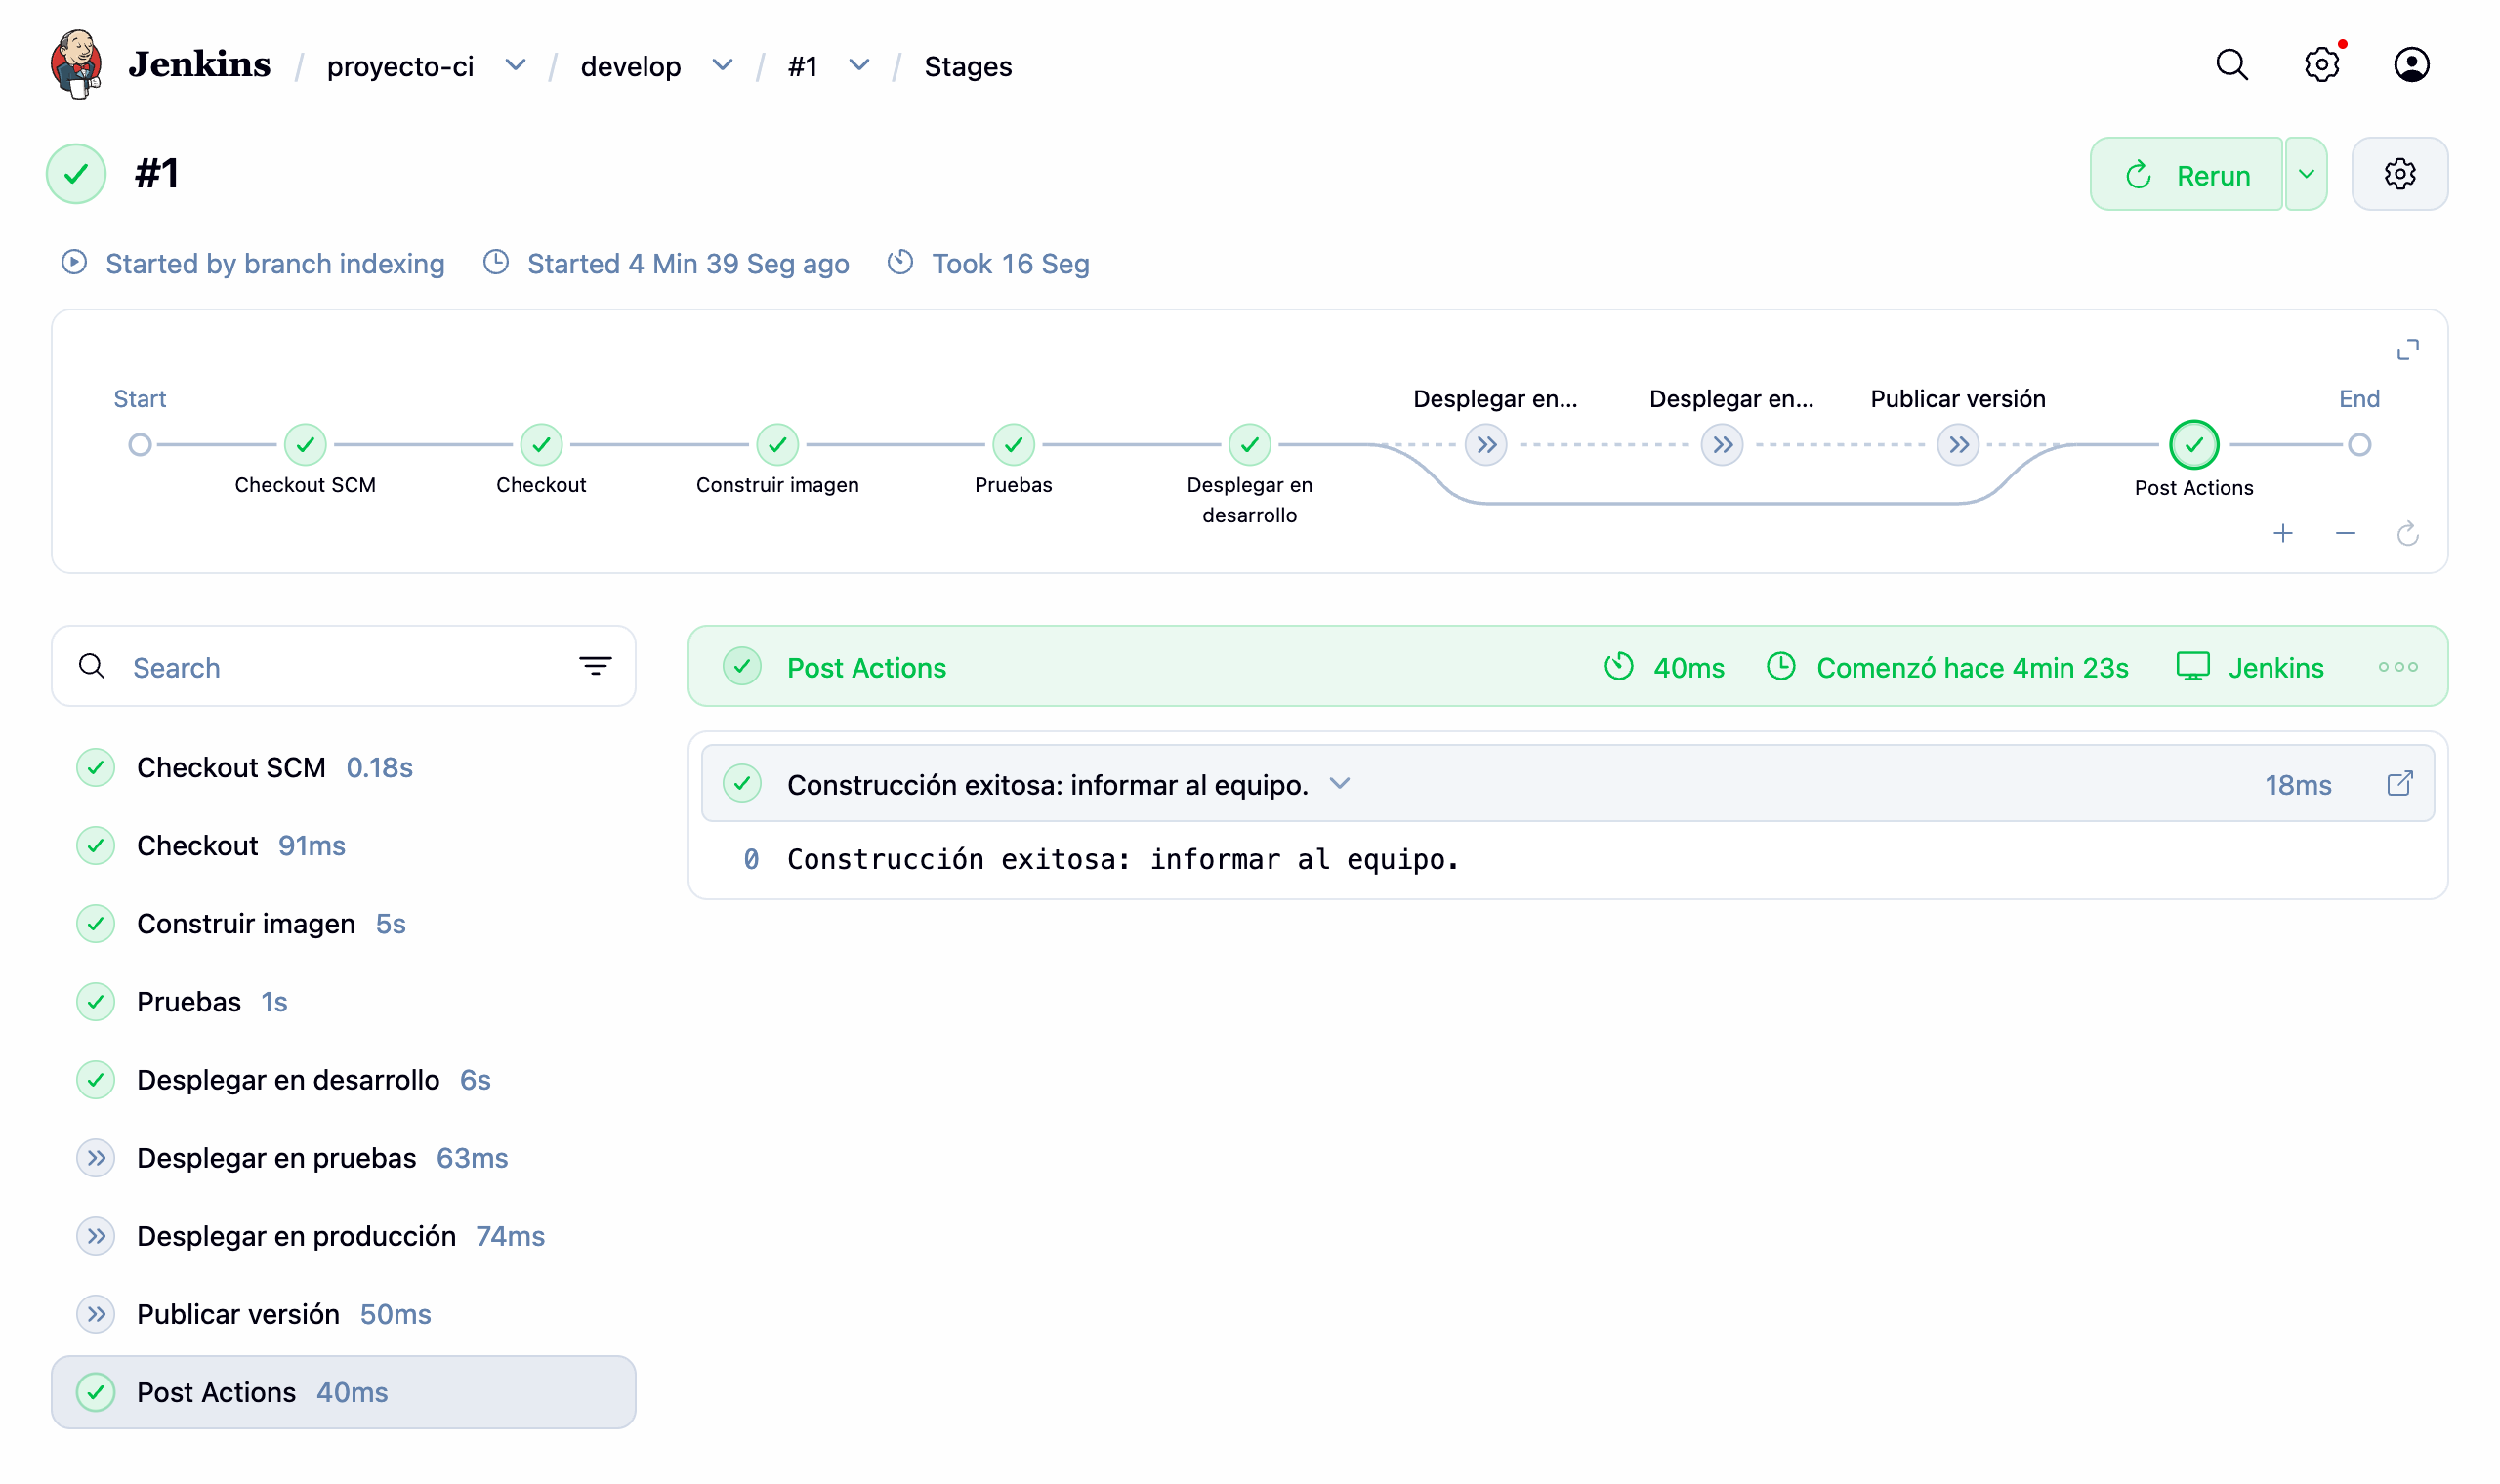 Jenkins / proyecto-ci / develop / #1 / Stages
#1
Rerun
Started by branch indexing Started 4 Min 39 Seg ago Took 16 Seg
Start Desplegar en... Desplegar en... Publicar versión End
Checkout SCM Checkout Construir imagen Pruebas Desplegar en desarrollo Post Actions
Search
Post Actions 40ms Comenzó hace 4min 23s Jenkins
Construcción exitosa: informar al equipo. 18ms
0 Construcción exitosa: informar al equipo.
Checkout SCM 0.18s
Checkout 91ms
Construir imagen 5s
Pruebas 1s
Desplegar en desarrollo 6s
Desplegar en pruebas 63ms
Desplegar en producción 74ms
Publicar versión 50ms
Post Actions 40ms